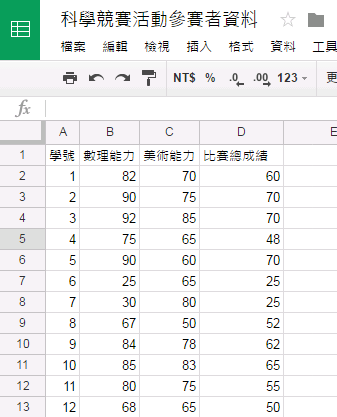 科學競賽活動參賽者資料
檔案 編輯 檢視 插入 格式 資料 工具
NT$ % .0 .00 123 更
fx
A B C D E
1 學號 數理能力 美術能力 比賽總成績
2 1 82 70 60
3 2 90 75 70
4 3 92 85 70
5 4 75 65 48
6 5 90 60 70
7 6 25 65 25
8 7 30 80 25
9 8 67 50 52
10 9 84 78 62
11 10 85 83 65
12 11 80 75 55
13 12 68 65 50